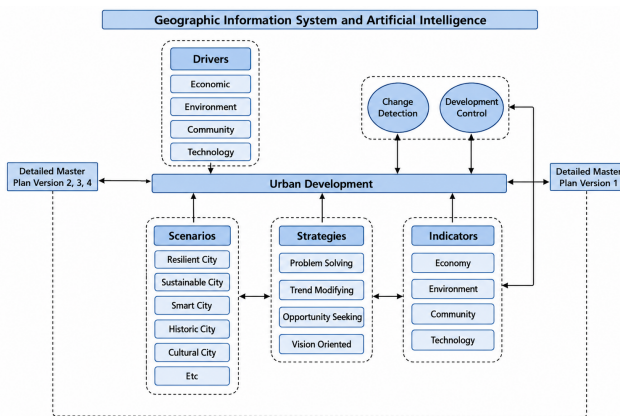 Geographic Information System and Artificial Intelligence
Drivers
Economic
Environment
Community
Technology
Change
Detection
Development
Control
Detailed Master
Plan Version 2, 3, 4
Urban Development
Detailed Master
Plan Version 1
Scenarios
Resilient City
Sustainable City
Smart City
Historic City
Cultural City
Etc
Strategies
Problem Solving
Trend Modifying
Opportunity Seeking
Vision Oriented
Indicators
Economy
Environment
Community
Technology